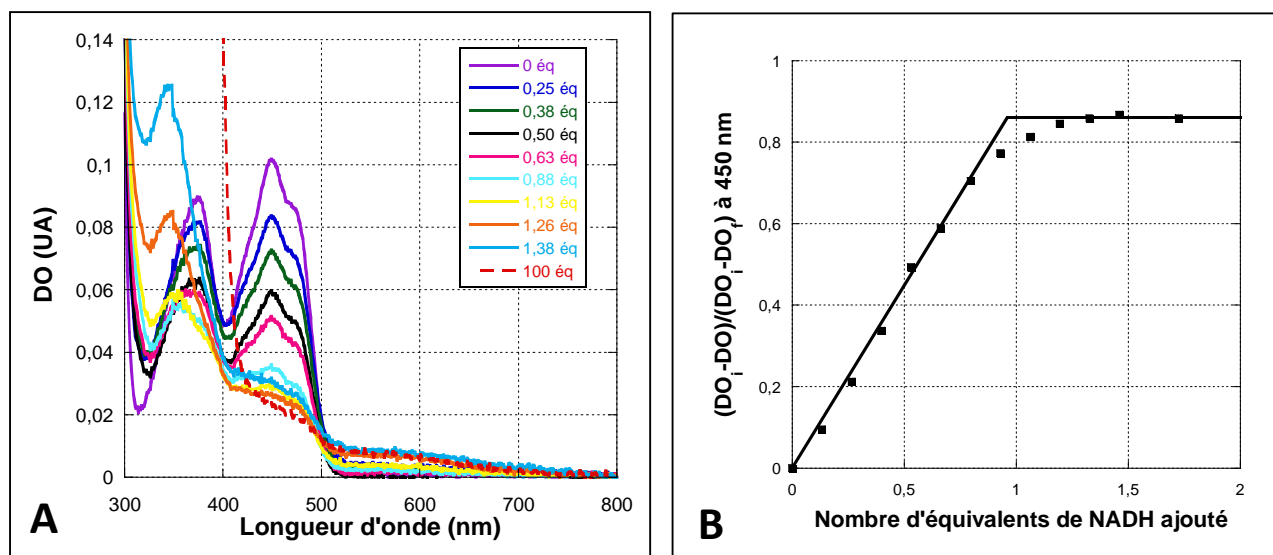 DO (UA)
0,14
0,12
0,1
0,08
0,06
0,04
0,02
0
300
400
500
600
700
800
Longueur d'onde (nm)
0 éq
0,25 éq
0,38 éq
0,50 éq
0,63 éq
0,88 éq
1,13 éq
1,26 éq
1,38 éq
100 éq
A
(DOi-DO)/(DOi-DOf) à 450 nm
1
0,8
0,6
0,4
0,2
0
0
0,5
1
1,5
2
Nombre d'équivalents de NADH ajouté
B